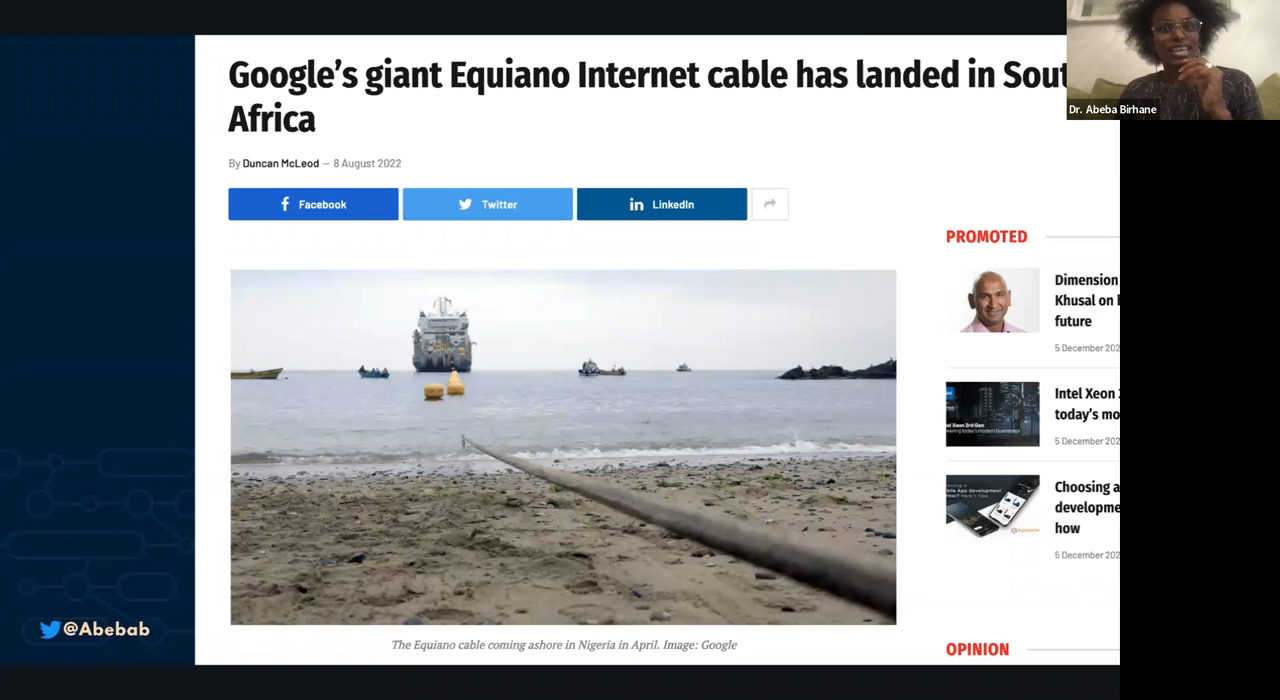 Google's giant Equiano Internet cable has landed in Sout
Africa
By Duncan McLeod — 8 August 2022
Facebook
Twitter
LinkedIn
Dr. Abeba Birhane
PROMOTED
Dimension
Khusal on
future
5 December 202
Intel Xeon
today's mo
5 December 202
Choosing a
developme
how
5 December 202
The Equiano cable coming ashore in Nigeria in April. Image: Google
OPINION
@Abebab